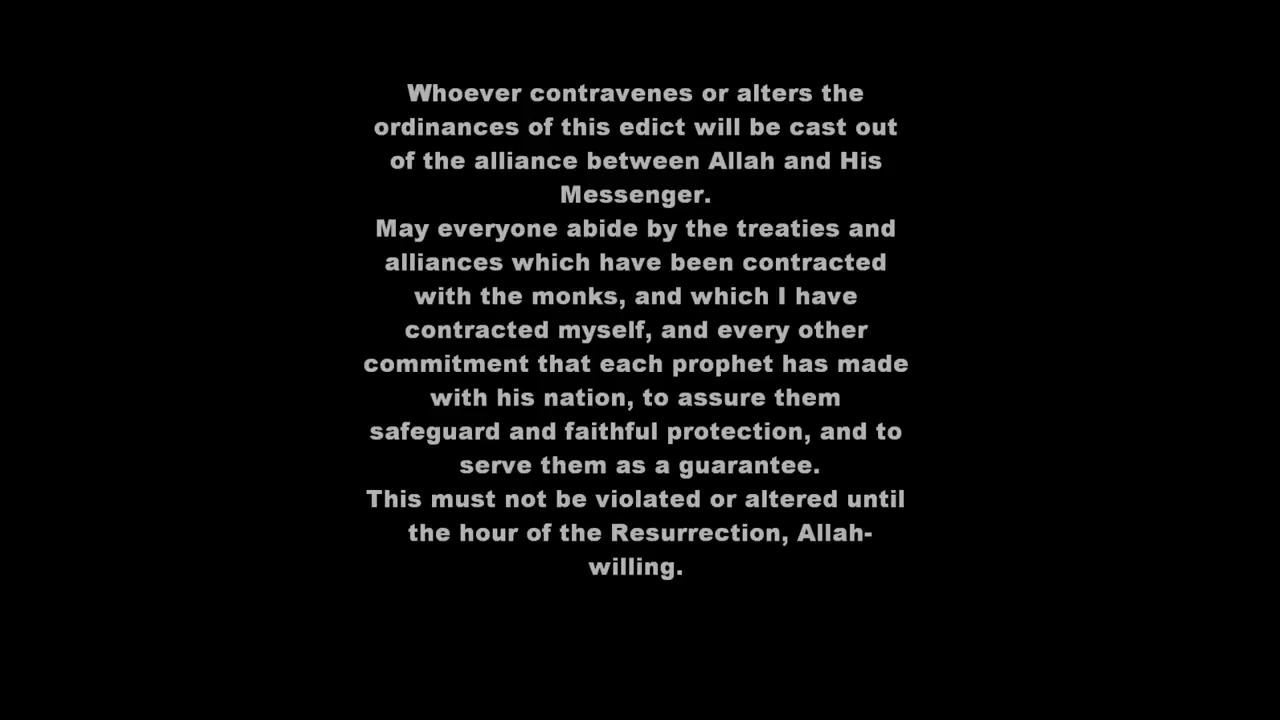 Whoever contravenes or alters the
ordinances of this edict will be cast out
of the alliance between Allah and His
Messenger.
May everyone abide by the treaties and
alliances which have been contracted
with the monks, and which I have
contracted myself, and every other
commitment that each prophet has made
with his nation, to assure them
safeguard and faithful protection, and to
serve them as a guarantee.
This must not be violated or altered until
the hour of the Resurrection, Allah-
willing.